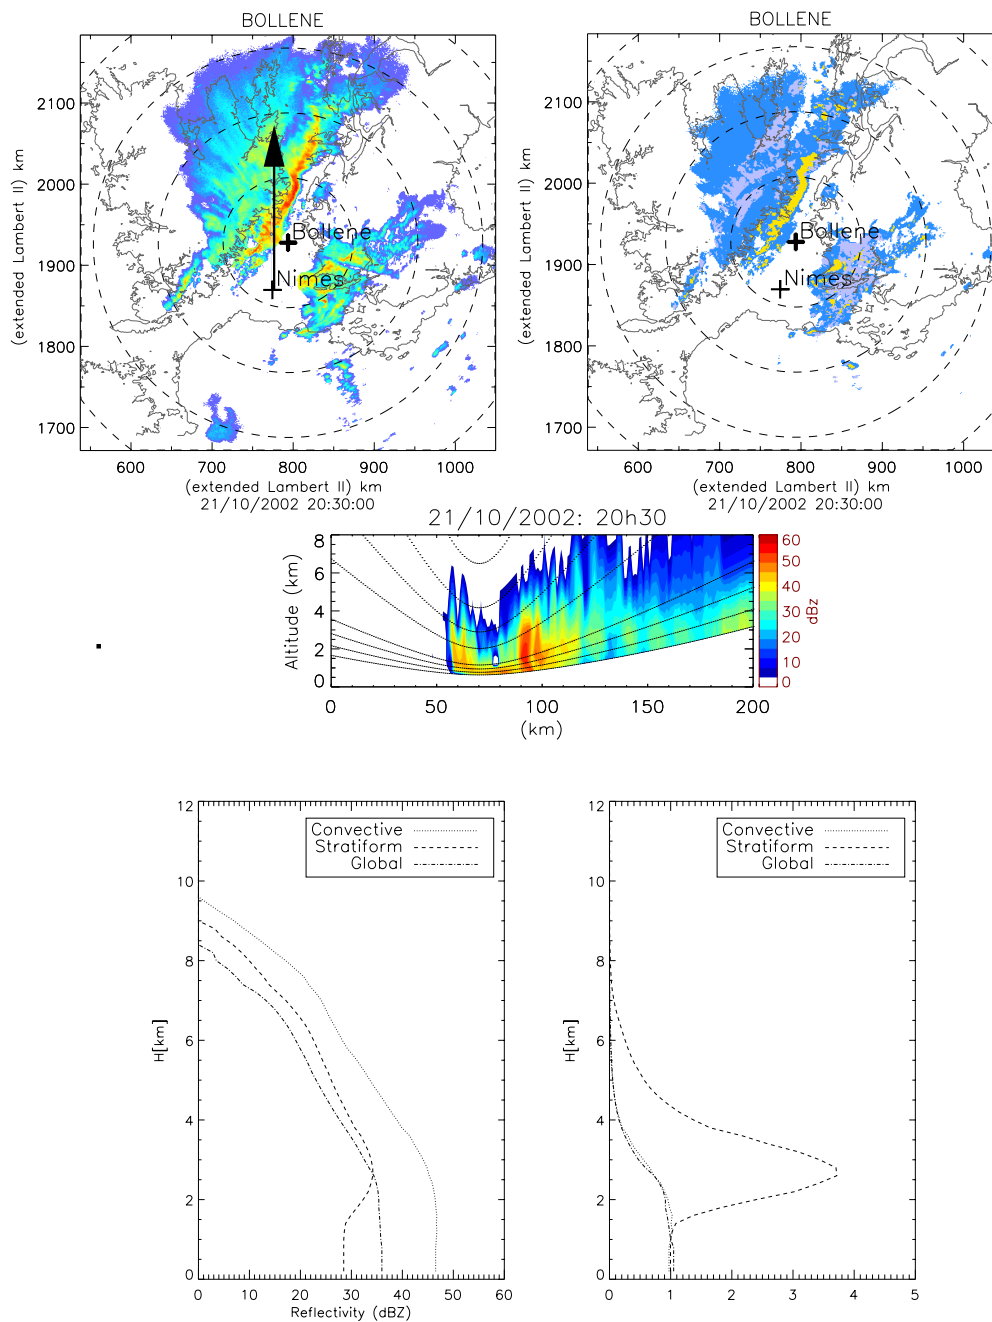 BOLLENE
2100
2000
1900
1800
1700
(extended Lambert II) km
Bollene
Nimes
600 700 800 900 1000
(extended Lambert II) km
21/10/2002 20:30:00
BOLLENE
2100
2000
1900
1800
1700
(extended Lambert II) km
Bollene
Nimes
600 700 800 900 1000
(extended Lambert II) km
21/10/2002 20:30:00
21/10/2002: 20h30
8
6
4
2
0
Altitude (km)
0 50 100 150 200
(km)
60
50
40
30
20
10
0
dBz
12
10
8
6
4
2
0
H[km]
Convective
Stratiform
Global
0 10 20 30 40 50 60
Reflectivity (dBZ)
12
10
8
6
4
2
0
H[km]
Convective
Stratiform
Global
0 1 2 3 4 5